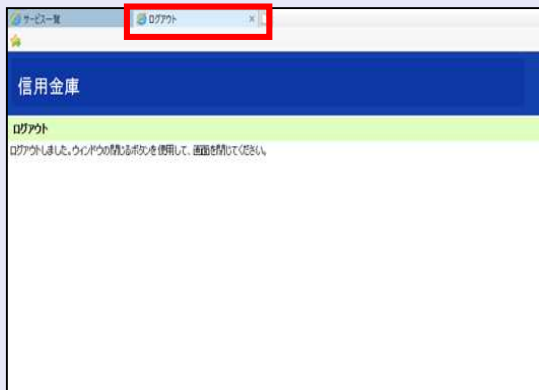 サービス一覧
ログアウト
信用金庫
ログアウト
ログアウトしました。ウィンドウの閉じるボタンを使用して、画面を閉じてください。